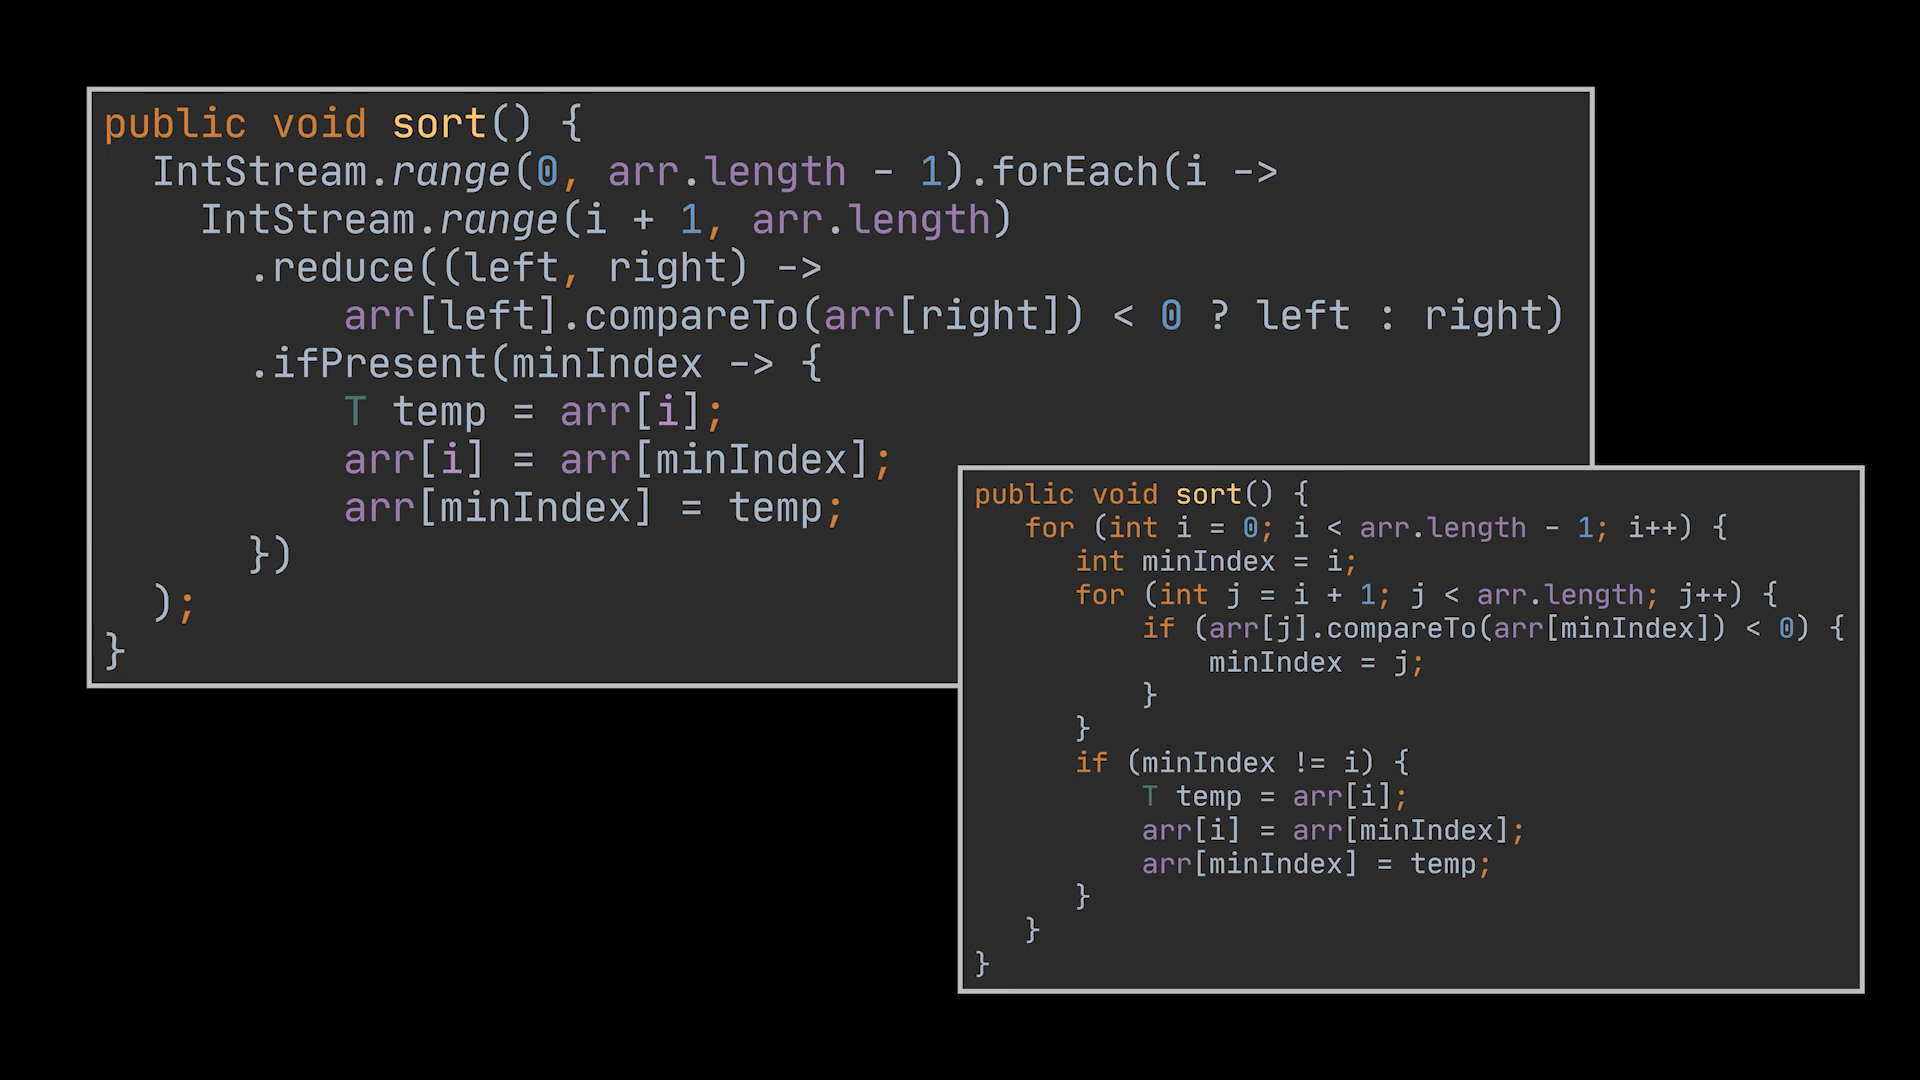 public void sort() {
  IntStream.range(0, arr.length - 1).forEach(i ->
    IntStream.range(i + 1, arr.length)
      .reduce((left, right) ->
          arr[left].compareTo(arr[right]) < 0 ? left : right)
      .ifPresent(minIndex -> {
          T temp = arr[i];
          arr[i] = arr[minIndex];
          arr[minIndex] = temp;
      })
  );
}
public void sort() {
   for (int i = 0; i < arr.length - 1; i++) {
      int minIndex = i;
      for (int j = i + 1; j < arr.length; j++) {
          if (arr[j].compareTo(arr[minIndex]) < 0) {
              minIndex = j;
          }
      }
      if (minIndex != i) {
          T temp = arr[i];
          arr[i] = arr[minIndex];
          arr[minIndex] = temp;
      }
   }
}